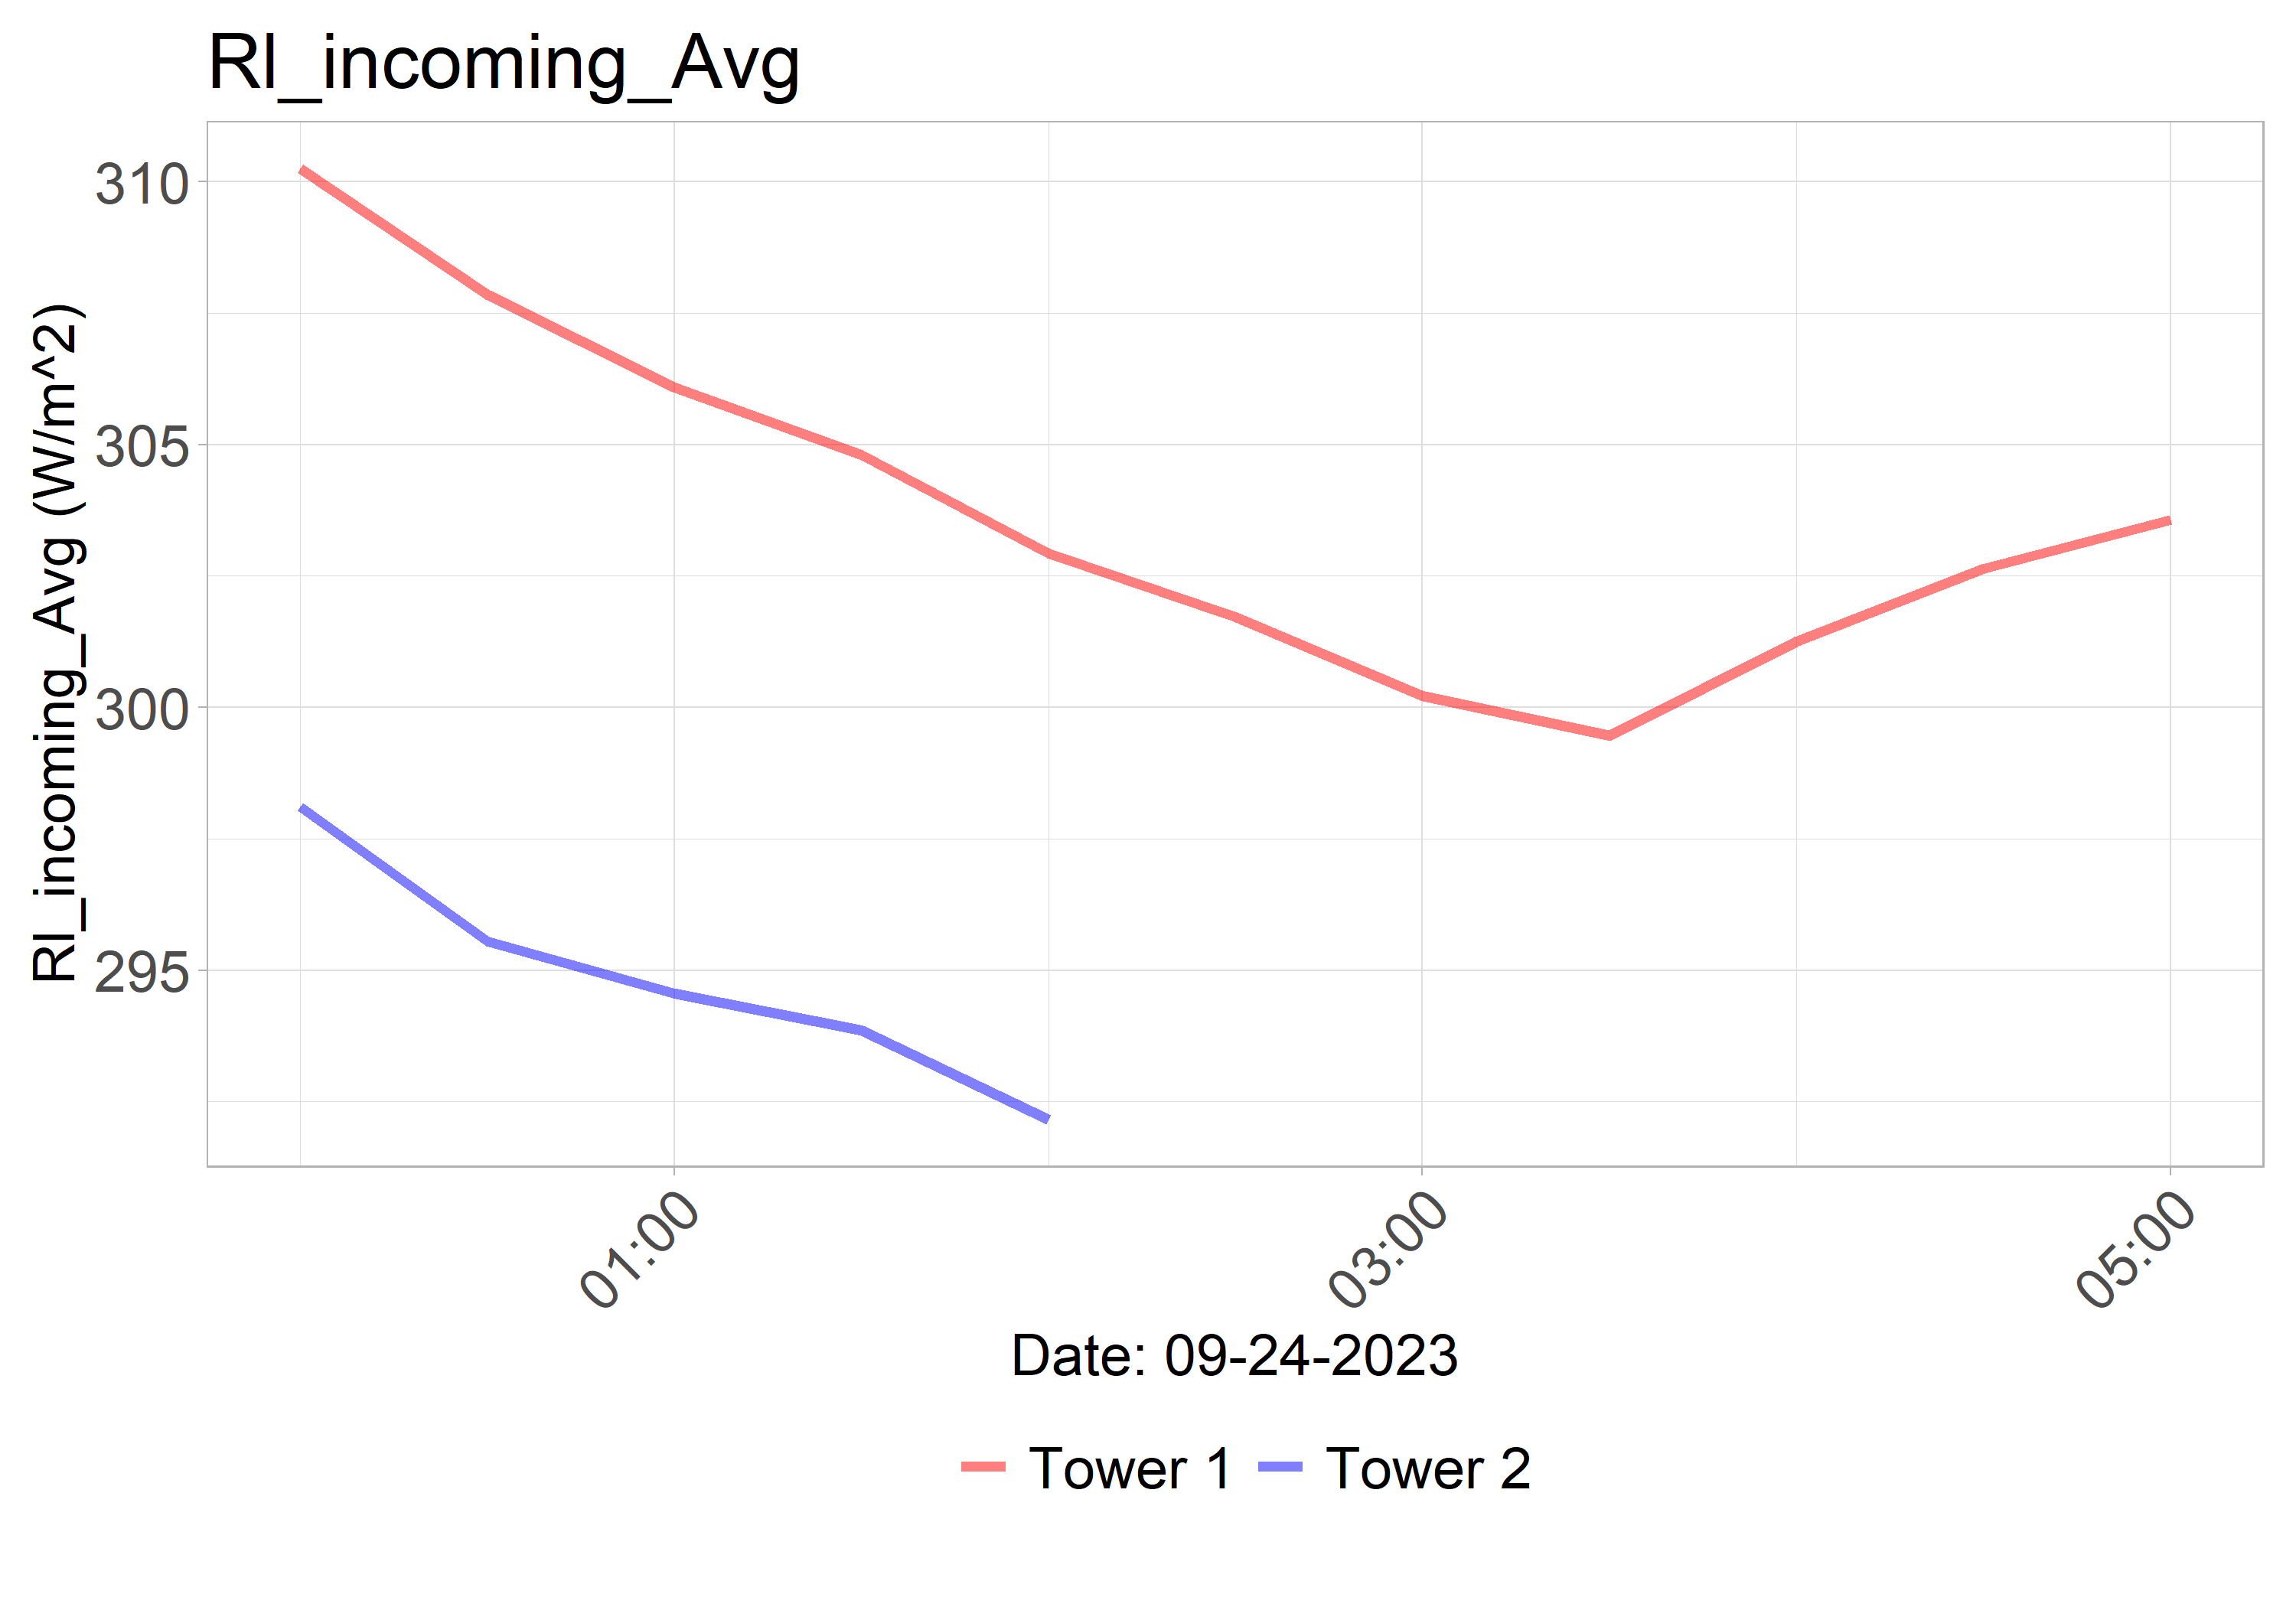 Rl_incoming_Avg
Rl_incoming_Avg (W/m^2)
310
305
300
295
01:00
03:00
05:00
Date: 09-24-2023
Tower 1
Tower 2